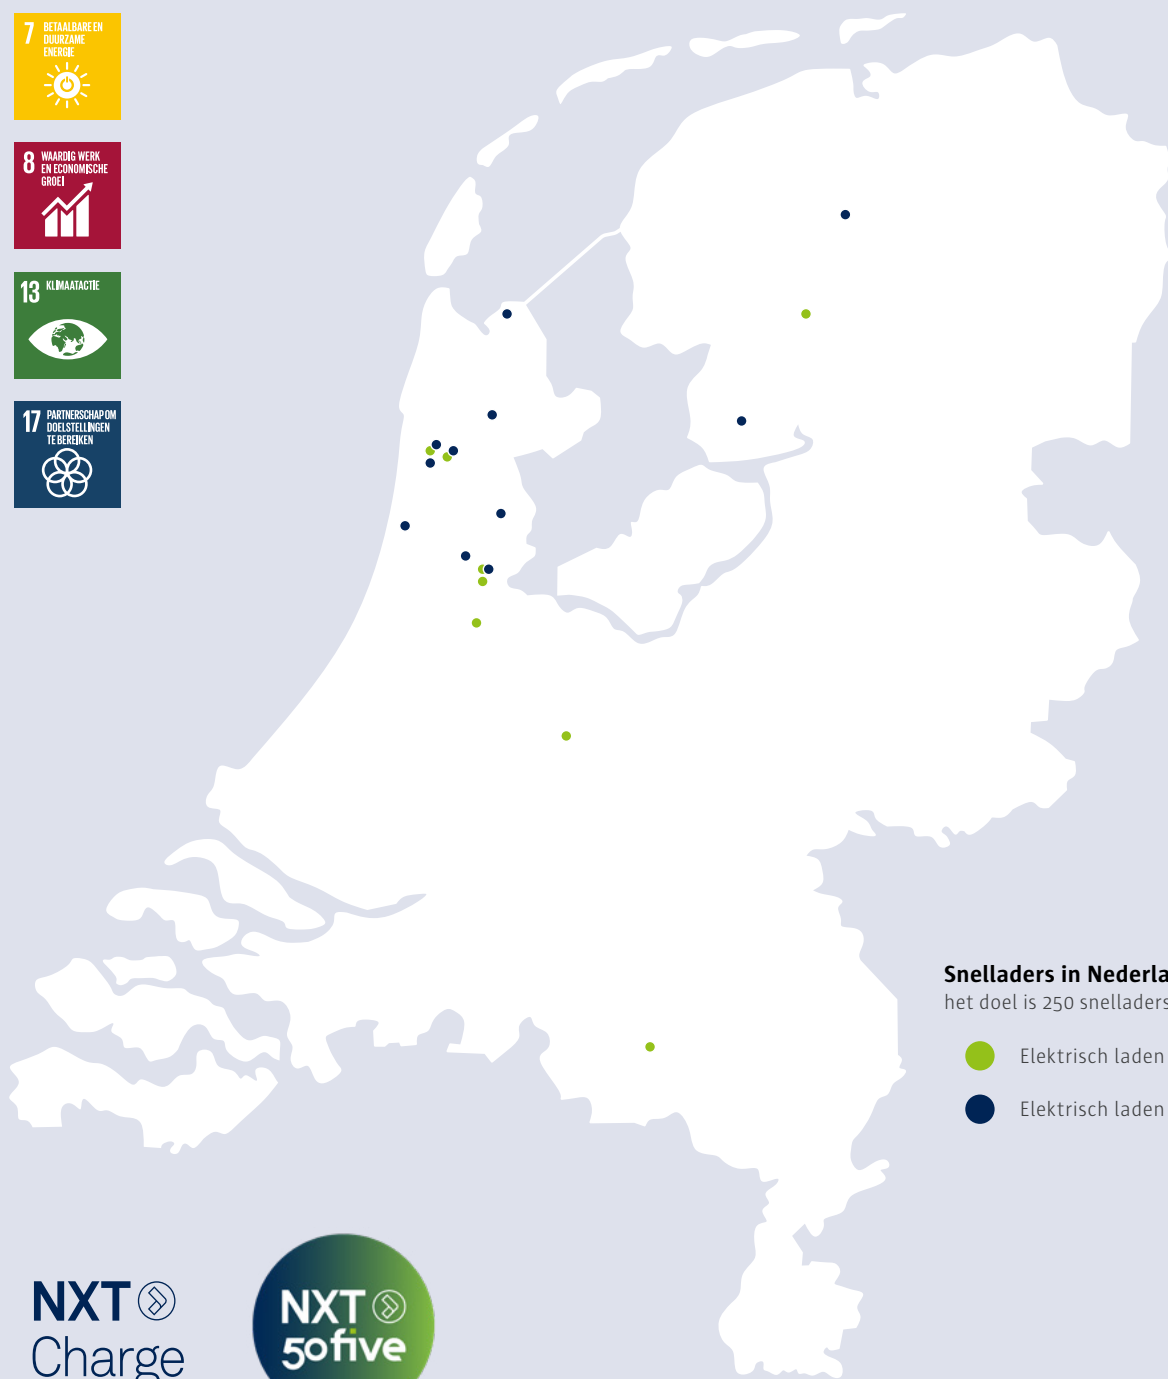 7 BETAALBARE EN
DUURZAME
ENERGIE
8 WAARDIG WERK
EN ECONOMISCHE
GROEI
13 KLIMAATACTIE
17 PARTNERSCHAP OM
DOELSTELLINGEN
TE BEREIKEN
Snelladers in Nederla
het doel is 250 snelladers
Elektrisch laden
Elektrisch laden
NXT
Charge
NXT
50five